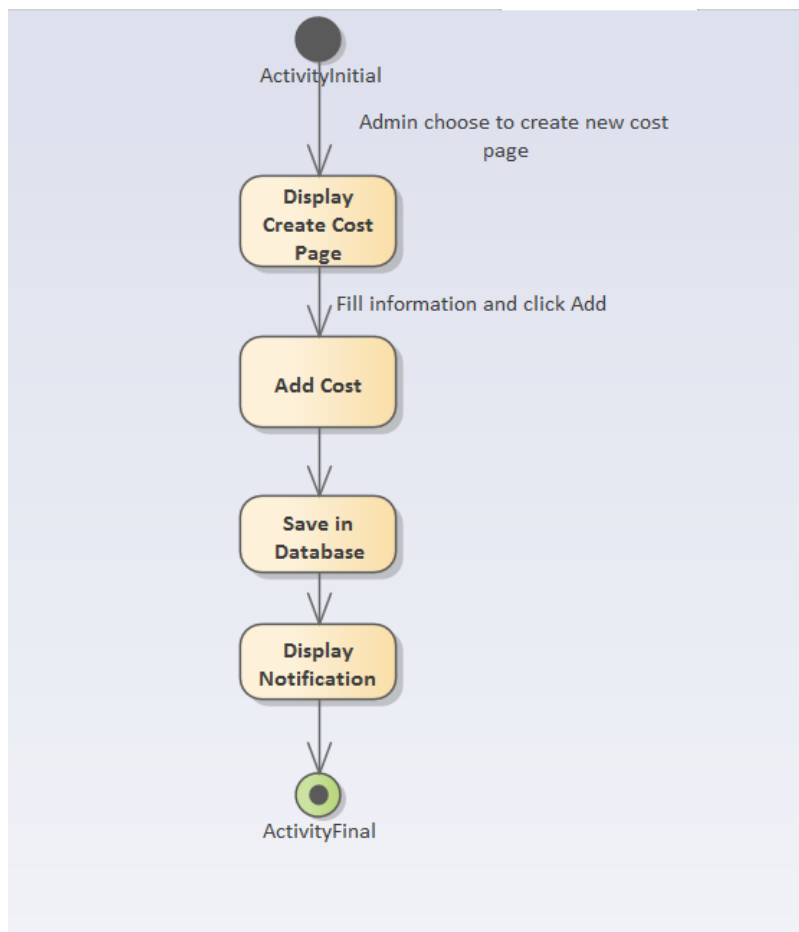 ActivityInitial
Admin choose to create new cost
page
Display
Create Cost
Page
Fill information and click Add
Add Cost
Save in
Database
Display
Notification
ActivityFinal